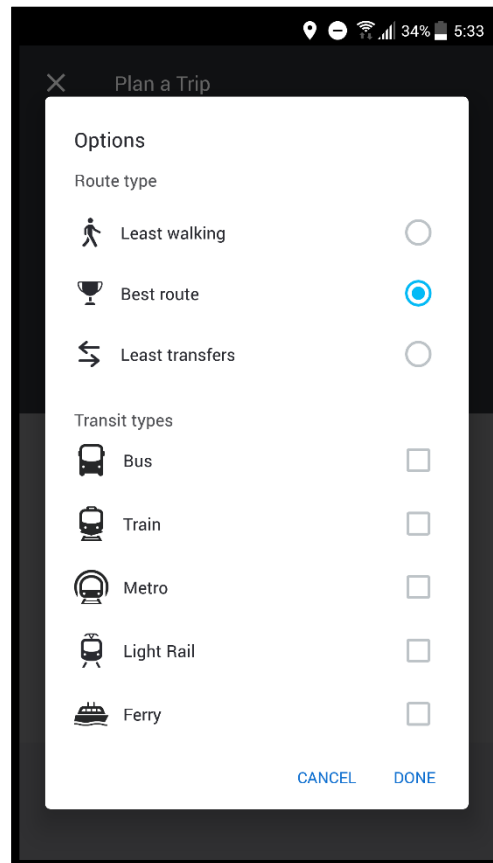 34% 5:33
Plan a Trip
Options
Route type
Least walking
Best route
Least transfers
Transit types
Bus
Train
Metro
Light Rail
Ferry
CANCEL DONE